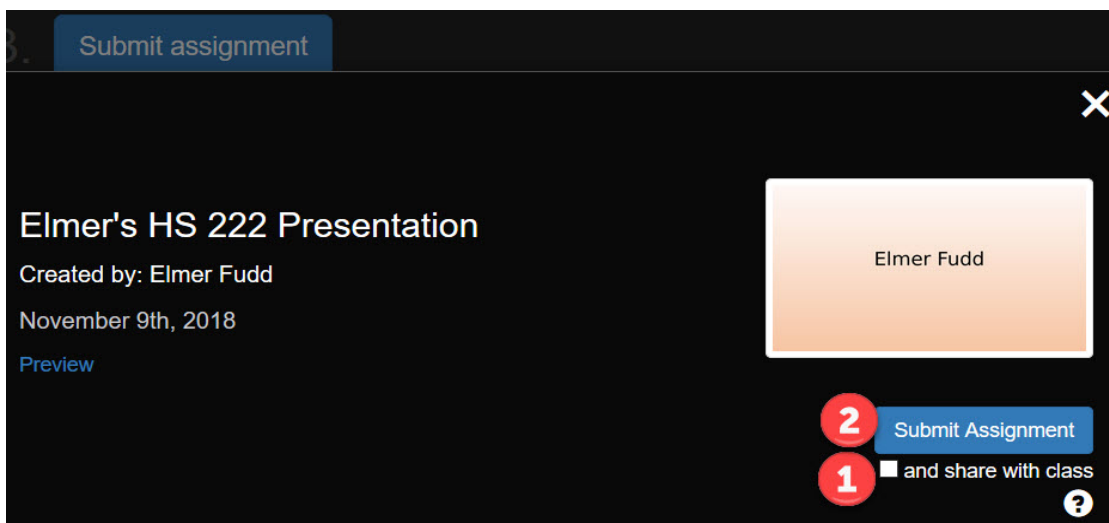 3. Submit assignment
Elmer's HS 222 Presentation
Created by: Elmer Fudd
November 9th, 2018
Preview
Elmer Fudd
2 Submit Assignment
1 and share with class
?